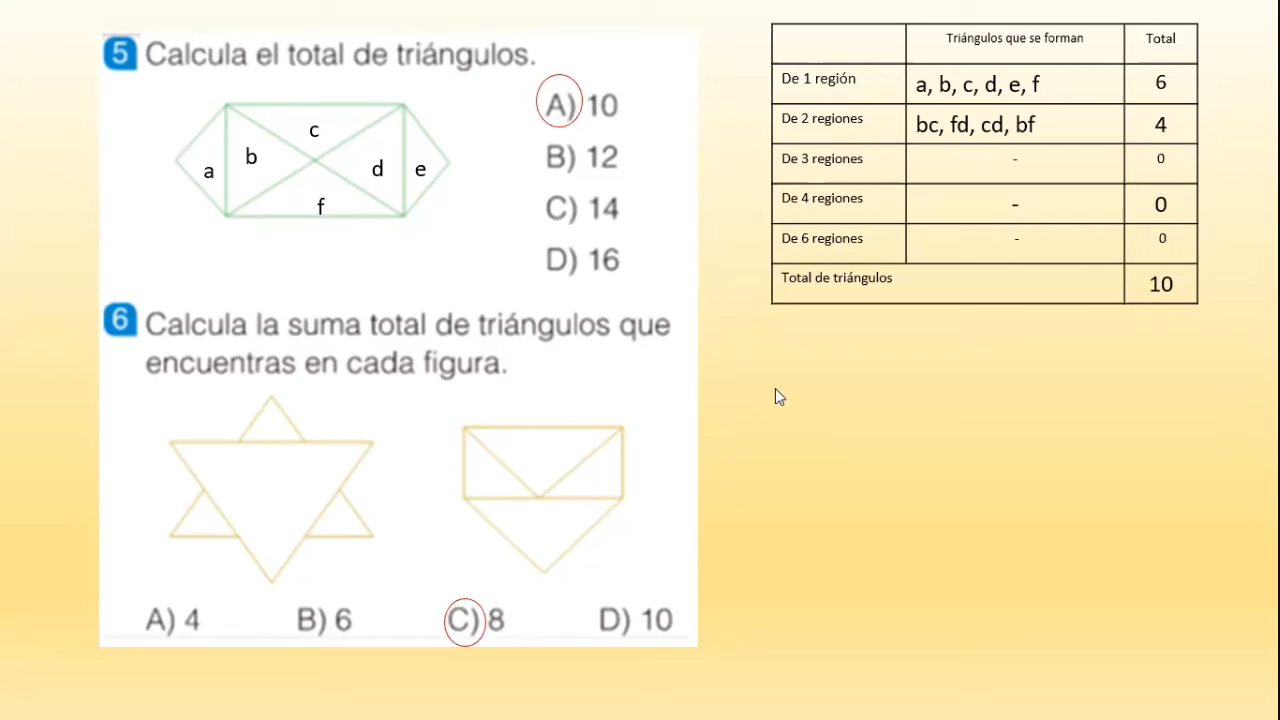 5 Calcula el total de triángulos.
a
b
c
d
e
f
A) 10
B) 12
C) 14
D) 16
6 Calcula la suma total de triángulos que
encuentras en cada figura.
A) 4 B) 6 C) 8 D) 10
Triángulos que se forman Total
De 1 región a, b, c, d, e, f 6
De 2 regiones bc, fd, cd, bf 4
De 3 regiones - 0
De 4 regiones - 0
De 6 regiones - 0
Total de triángulos 10